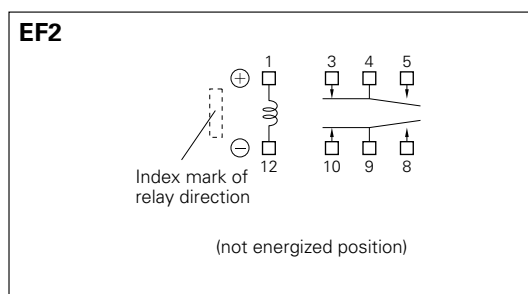 EF2
1 3 4 5
+
−
12 10 9 8
Index mark of
relay direction
(not energized position)